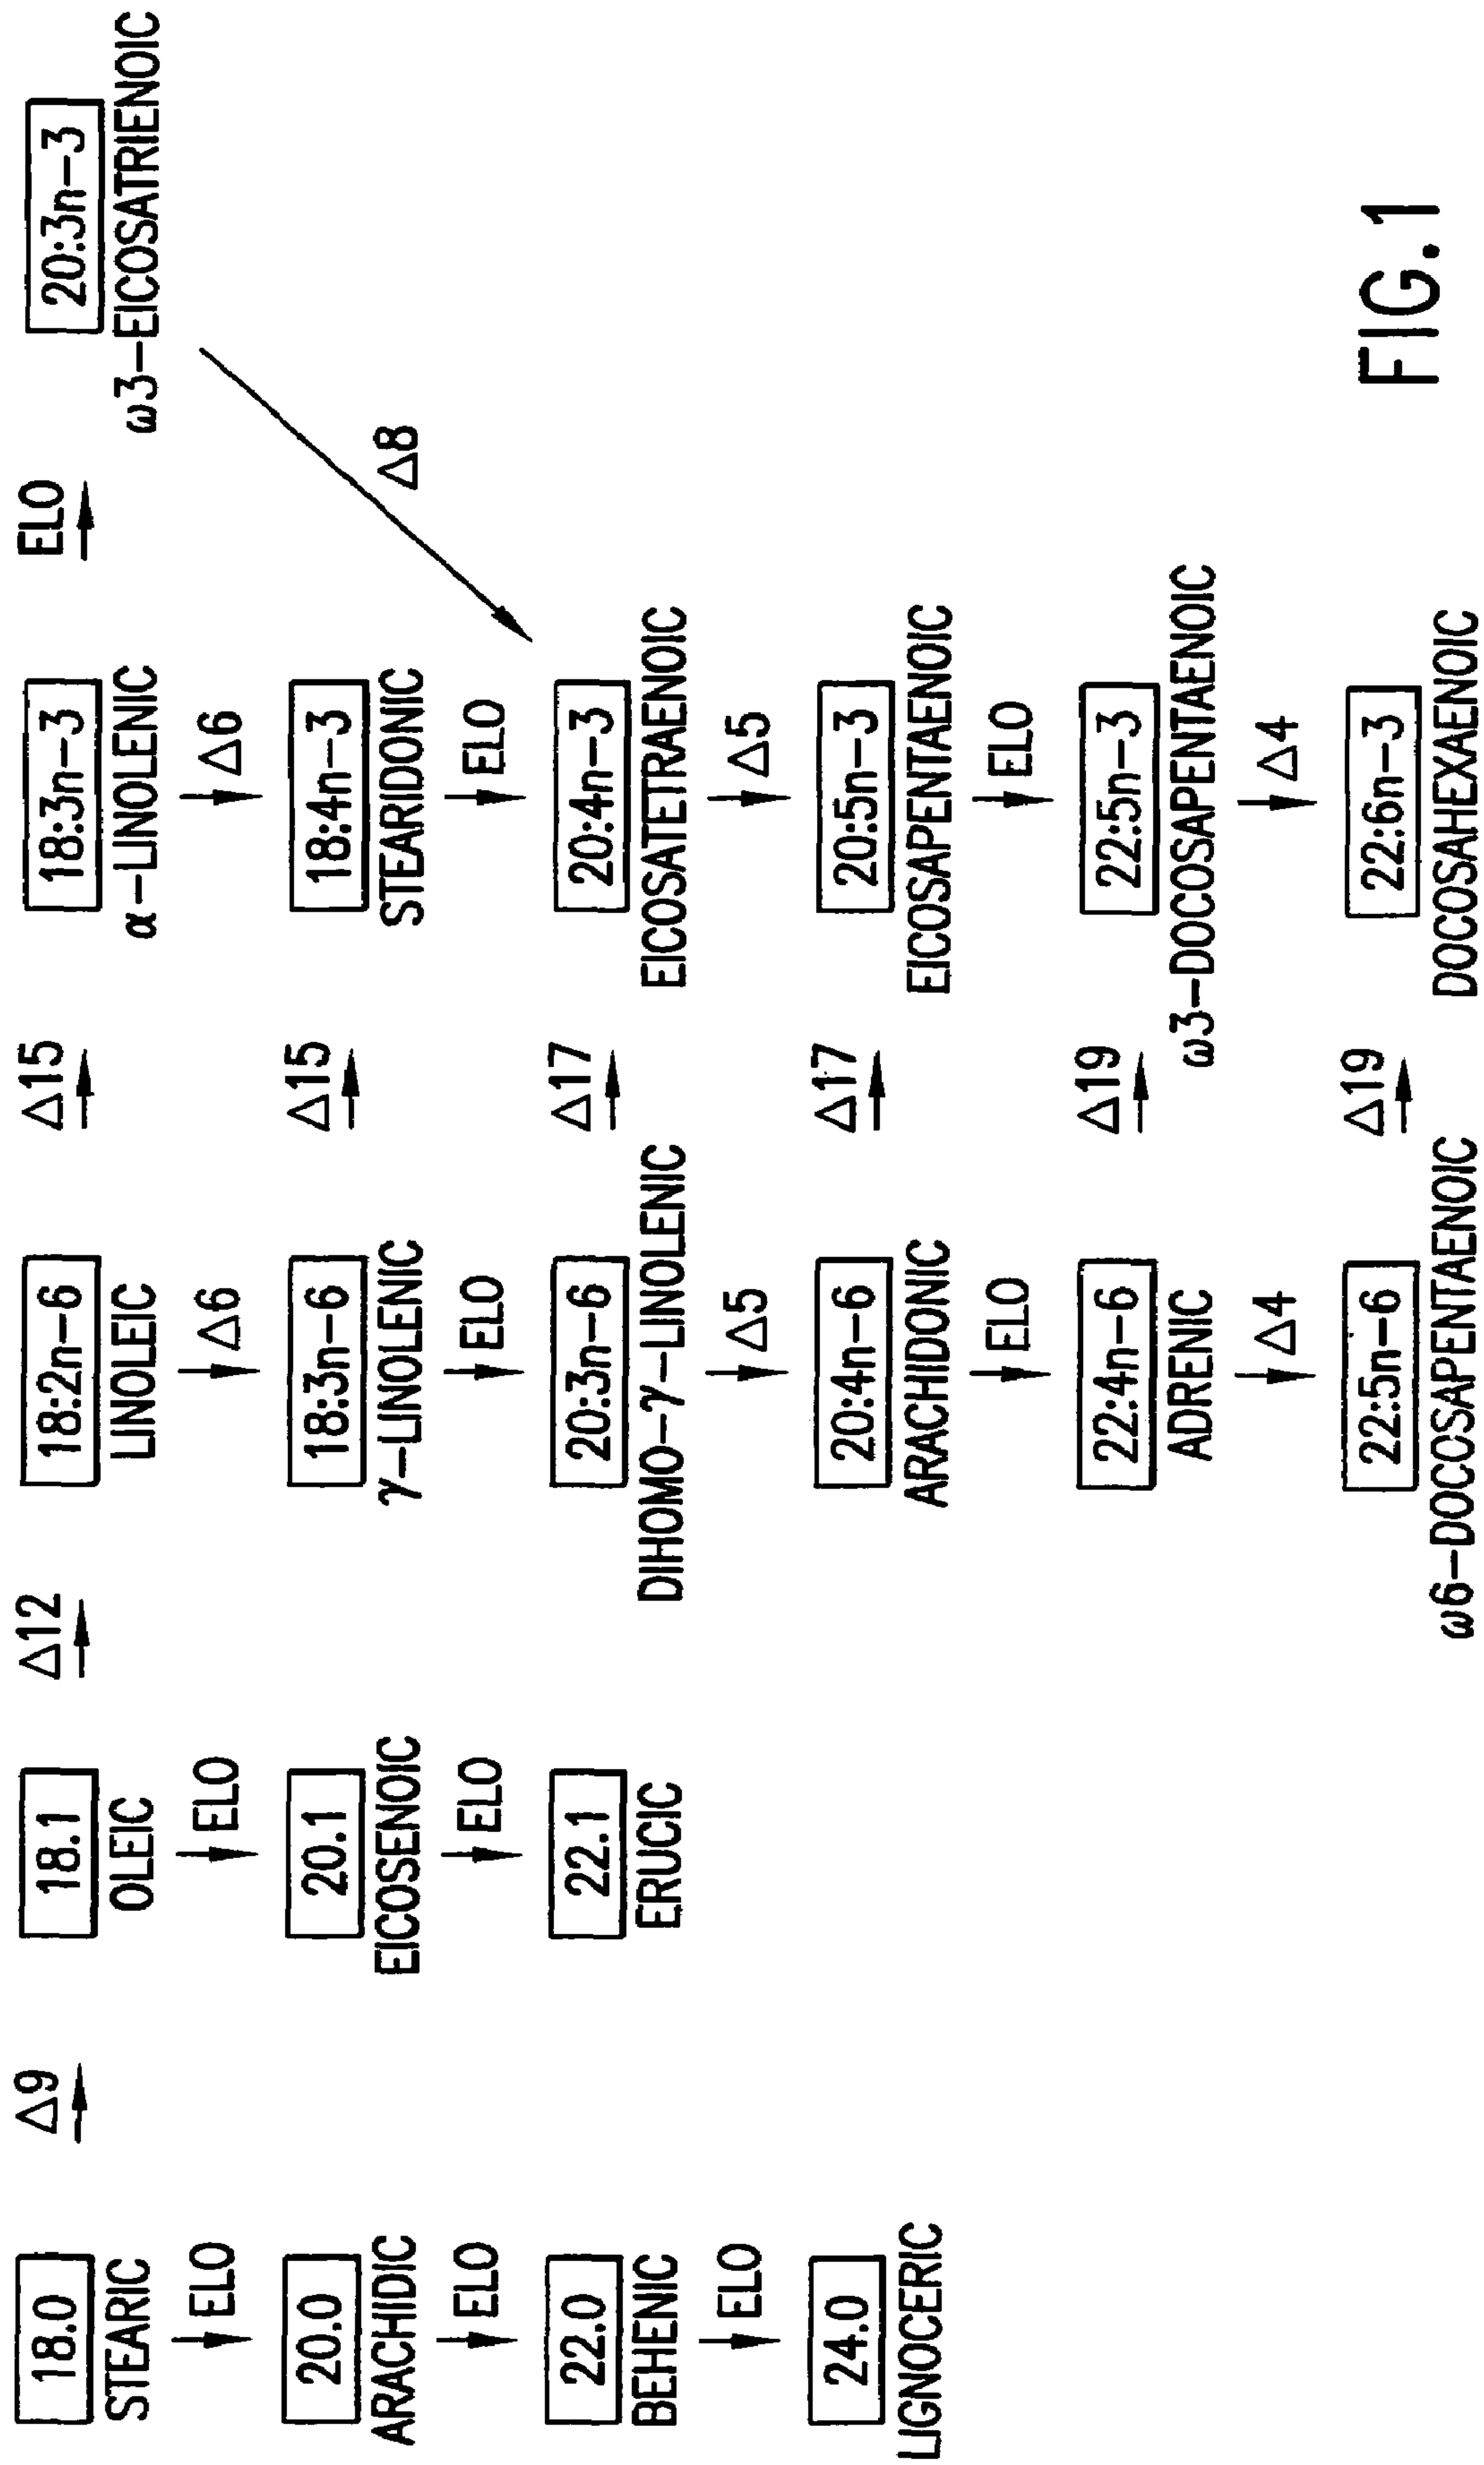 Δ9
Δ12
Δ15
ELO
18.0
18.1
18:2n-6
18:3n-3
20:3n-3
STEARIC
OLEIC
LINOLEIC
α-LINOLENIC
ω3-EICOSATRIENOIC
ELO
ELO
Δ6
Δ6
Δ15
20.0
20.1
18:3n-6
18:4n-3
ARACHIDIC
EICOSENOIC
γ-LINOLENIC
STEARIDONIC
Δ8
ELO
ELO
ELO
ELO
Δ17
22.0
22.1
20:3n-6
20:4n-3
BEHENIC
ERUCIC
DIHOMO-γ-LINOLENIC
EICOSATETRAENOIC
ELO
Δ5
Δ5
Δ17
24.0
20:4n-6
20:5n-3
LIGNOCERIC
ARACHIDONIC
EICOSAPENTAENOIC
ELO
ELO
Δ19
22:4n-6
22:5n-3
ADRENIC
ω3-DOCOSAPENTAENOIC
Δ4
Δ4
Δ19
22:5n-6
22:6n-3
ω6-DOCOSAPENTAENOIC
DOCOSAHEXAENOIC
FIG.1